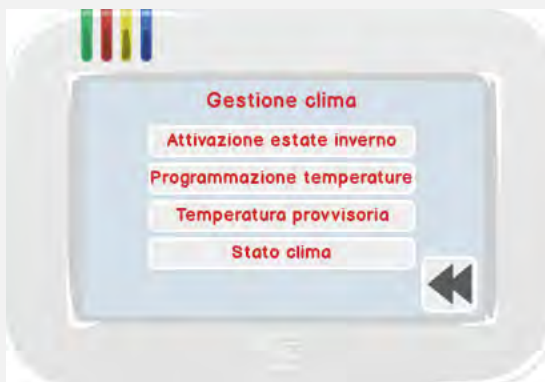 Gestione clima
Attivazione estate inverno
Programmazione temperature
Temperatura provvisoria
Stato clima